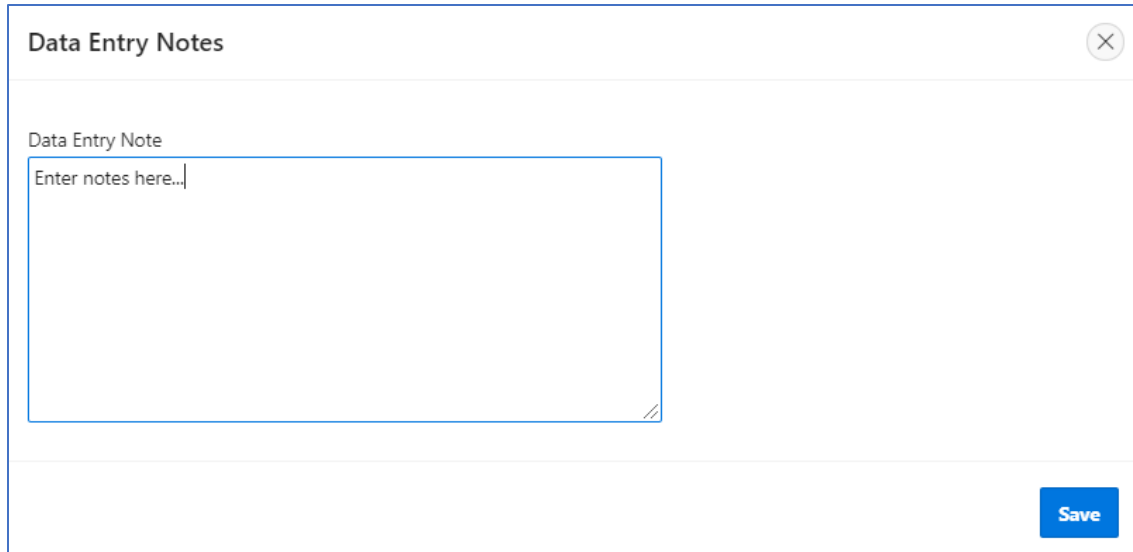 Data Entry Notes
Data Entry Note
Enter notes here...
Save